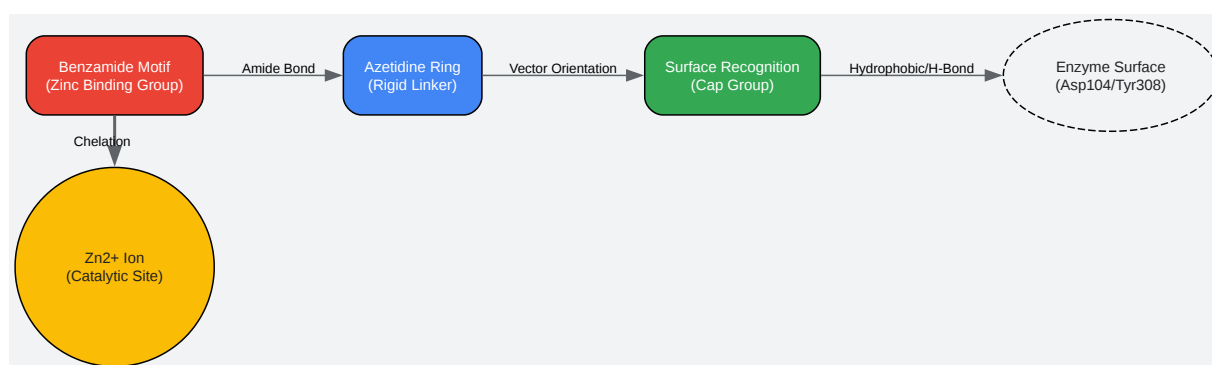 Benzamide Motif
(Zinc Binding Group)
Amide Bond
Azetidine Ring
(Rigid Linker)
Vector Orientation
Surface Recognition
(Cap Group)
Hydrophobic/H-Bond
Enzyme Surface
(Asp104/Tyr308)
Chelation
Zn2+ Ion
(Catalytic Site)